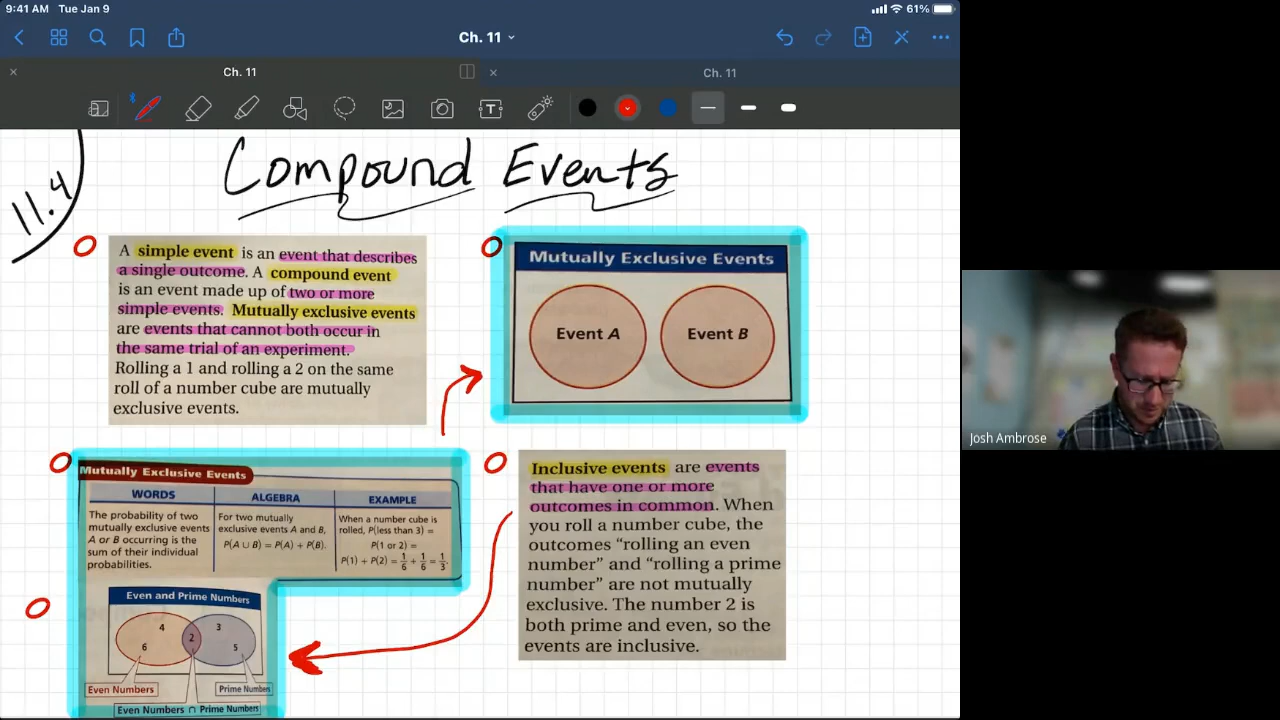 9:41 AM Tue Jan 9
61%
Ch. 11
Ch. 11
Ch. 11
11.4
Compound Events
A simple event is an event that describes
a single outcome. A compound event
is an event made up of two or more
simple events. Mutually exclusive events
are events that cannot both occur in
the same trial of an experiment.
Rolling a 1 and rolling a 2 on the same
roll of a number cube are mutually
exclusive events.
Mutually Exclusive Events
Event A
Event B
Josh Ambrose
Mutually Exclusive Events
WORDS
The probability of two
mutually exclusive events
A or B occurring is the
sum of their individual
probabilities.
ALGEBRA
For two mutually
exclusive events A and B,
P(A ∪ B) = P(A) + P(B).
EXAMPLE
When a number cube is
rolled, P(less than 3) =
P(1 or 2) =
P(1) + P(2) = 1/6 + 1/6 = 1/3.
Inclusive events are events
that have one or more
outcomes in common. When
you roll a number cube, the
outcomes “rolling an even
number” and “rolling a prime
number” are not mutually
exclusive. The number 2 is
both prime and even, so the
events are inclusive.
Even and Prime Numbers
4
3
2
6
5
Even Numbers
Prime Numbers
Even Numbers ∩ Prime Numbers